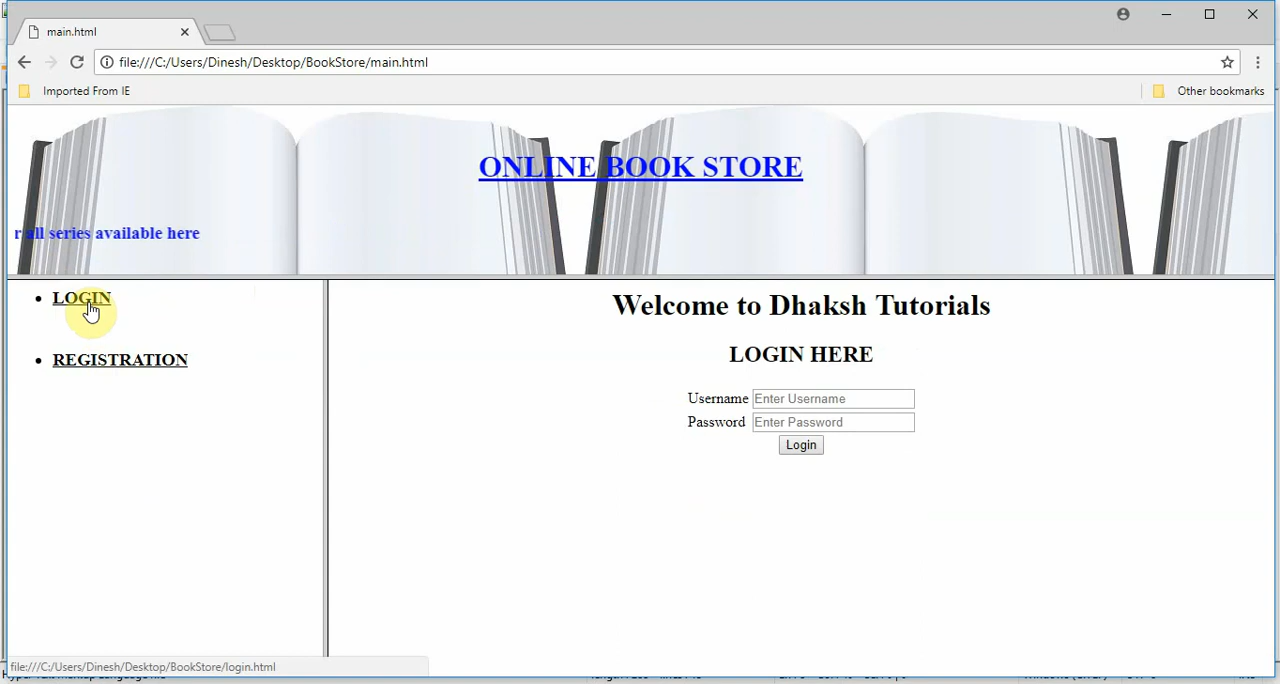 main.html
file:///C:/Users/Dinesh/Desktop/BookStore/main.html
Imported From IE
Other bookmarks
ONLINE BOOK STORE
r all series available here
LOGIN
REGISTRATION
Welcome to Dhaksh Tutorials
LOGIN HERE
Username Enter Username
Password Enter Password
Login
file:///C:/Users/Dinesh/Desktop/BookStore/login.html